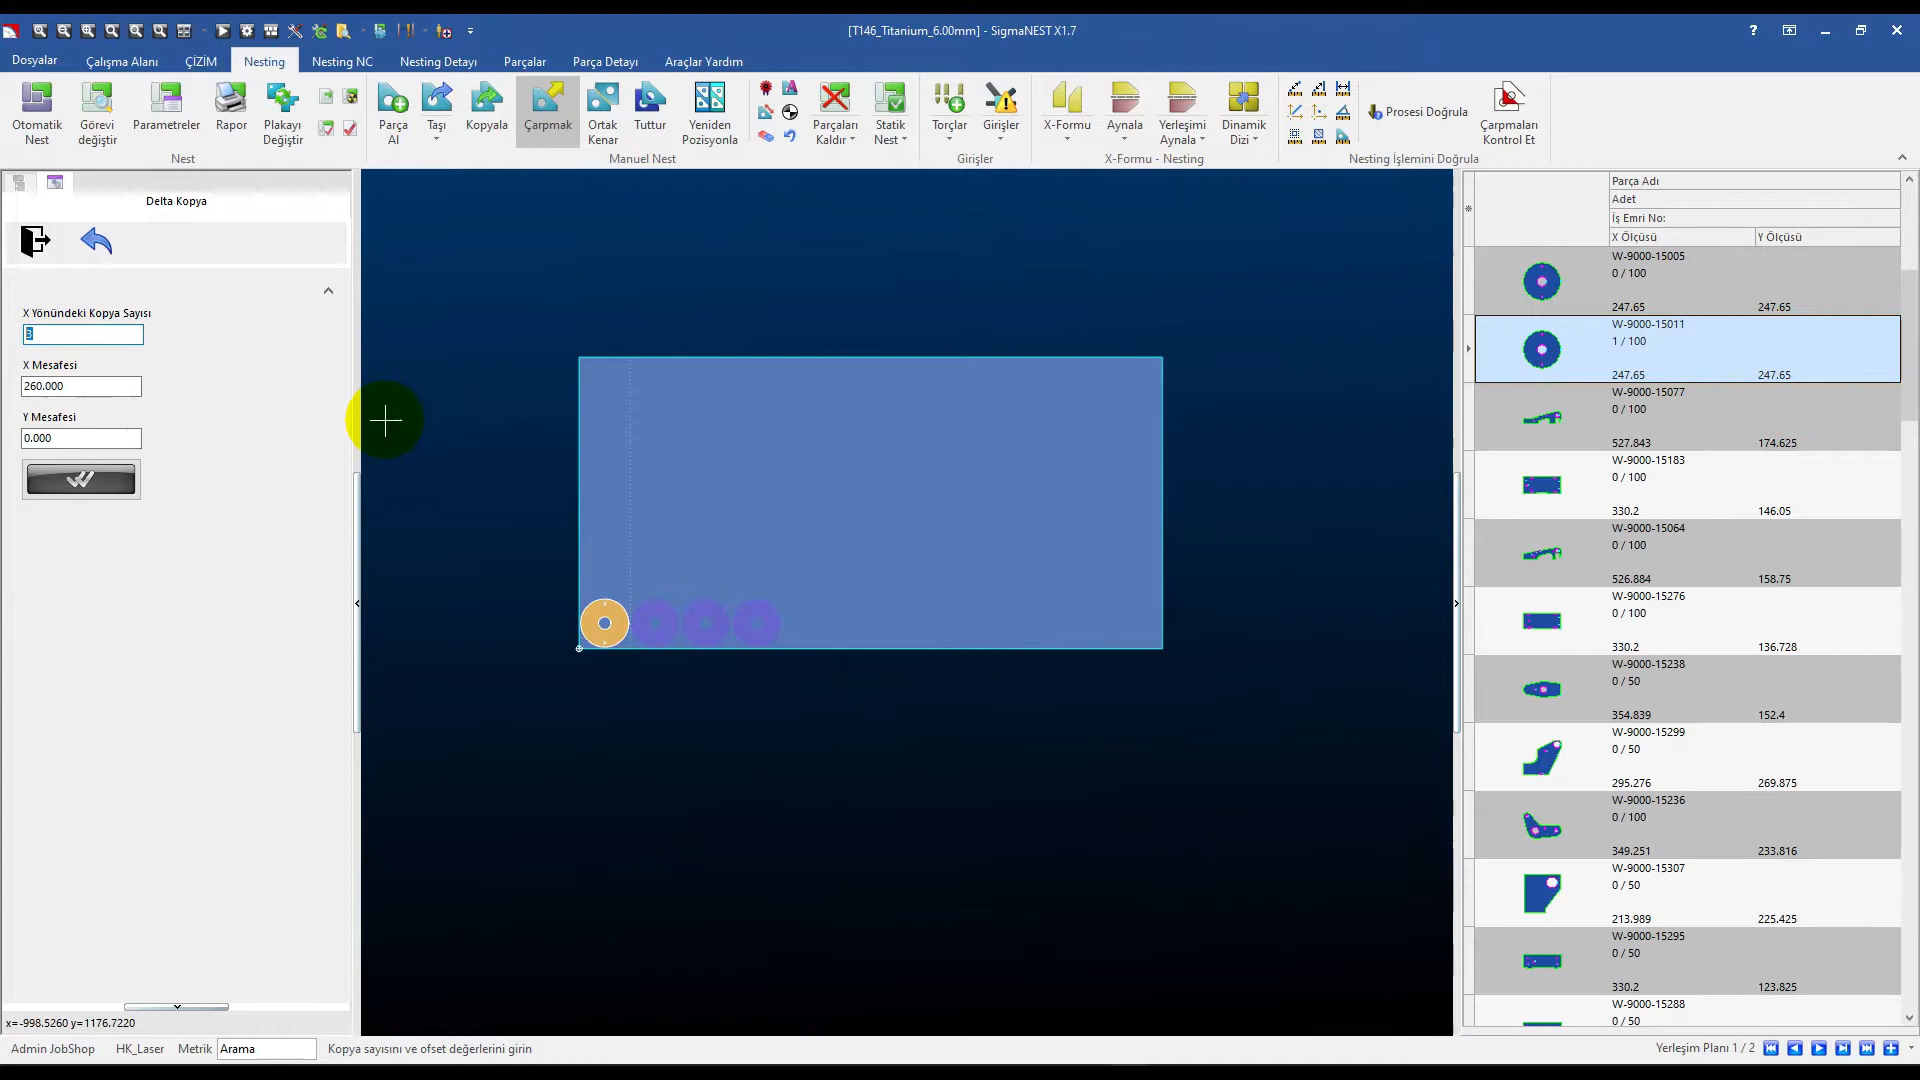 [T146_Titanium_6.00mm] - SigmaNEST X1.7
Dosyalar
Çalışma Alanı
ÇİZİM
Nesting
Nesting NC
Nesting Detayı
Parçalar
Parça Detayı
Araçlar Yardım
Otomatik Nest
Görevi değiştir
Parametreler
Rapor
Plakayı Değiştir
Parça Al
Taşı
Kopyala
Çarpmak
Ortak Kenar
Tuttur
Yeniden Pozisyonla
Parçaları Kaldır
Statik Nest
Torçlar
Girişler
X-Formu
Aynala
Yerleşimi Aynala
Dinamik Dizi
Prosesi Doğrula
Çarpmaları Kontrol Et
Nest
Manuel Nest
Girişler
X-Formu - Nesting
Nesting İşlemini Doğrula
Delta Kopya
X Yönündeki Kopya Sayısı
3
X Mesafesi
260.000
Y Mesafesi
0.000
x=-998.5260 y=1176.7220
Parça Adı
Adet
İş Emri No:
X Ölçüsü Y Ölçüsü
W-9000-15005
0 / 100
247.65 247.65
W-9000-15011
1 / 100
247.65 247.65
W-9000-15077
0 / 100
527.843 174.625
W-9000-15183
0 / 100
330.2 146.05
W-9000-15064
0 / 100
526.884 158.75
W-9000-15276
0 / 100
330.2 136.728
W-9000-15238
0 / 50
354.839 152.4
W-9000-15299
0 / 50
295.276 269.875
W-9000-15236
0 / 100
349.251 233.816
W-9000-15307
0 / 50
213.989 225.425
W-9000-15295
0 / 50
330.2 123.825
W-9000-15288
0 / 50
Admin JobShop
HK_Laser
Metrik
Arama
Kopya sayısını ve ofset değerlerini girin
Yerleşim Planı 1 / 2